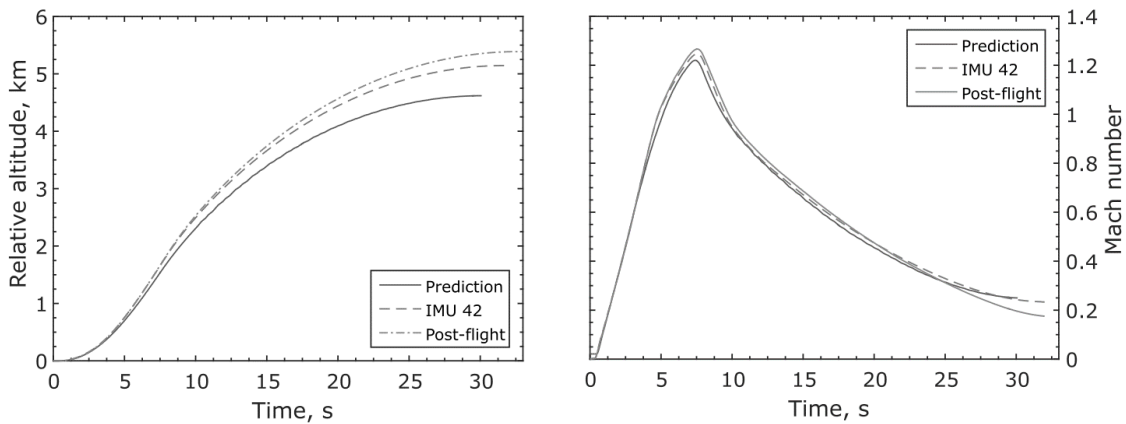 6
5
4
3
2
1
0
Relative altitude, km
0 5 10 15 20 25 30
Time, s
Prediction
IMU 42
Post-flight
1.4
1.2
1
0.8
0.6
0.4
0.2
0
Mach number
0 5 10 15 20 25 30
Time, s
Prediction
IMU 42
Post-flight